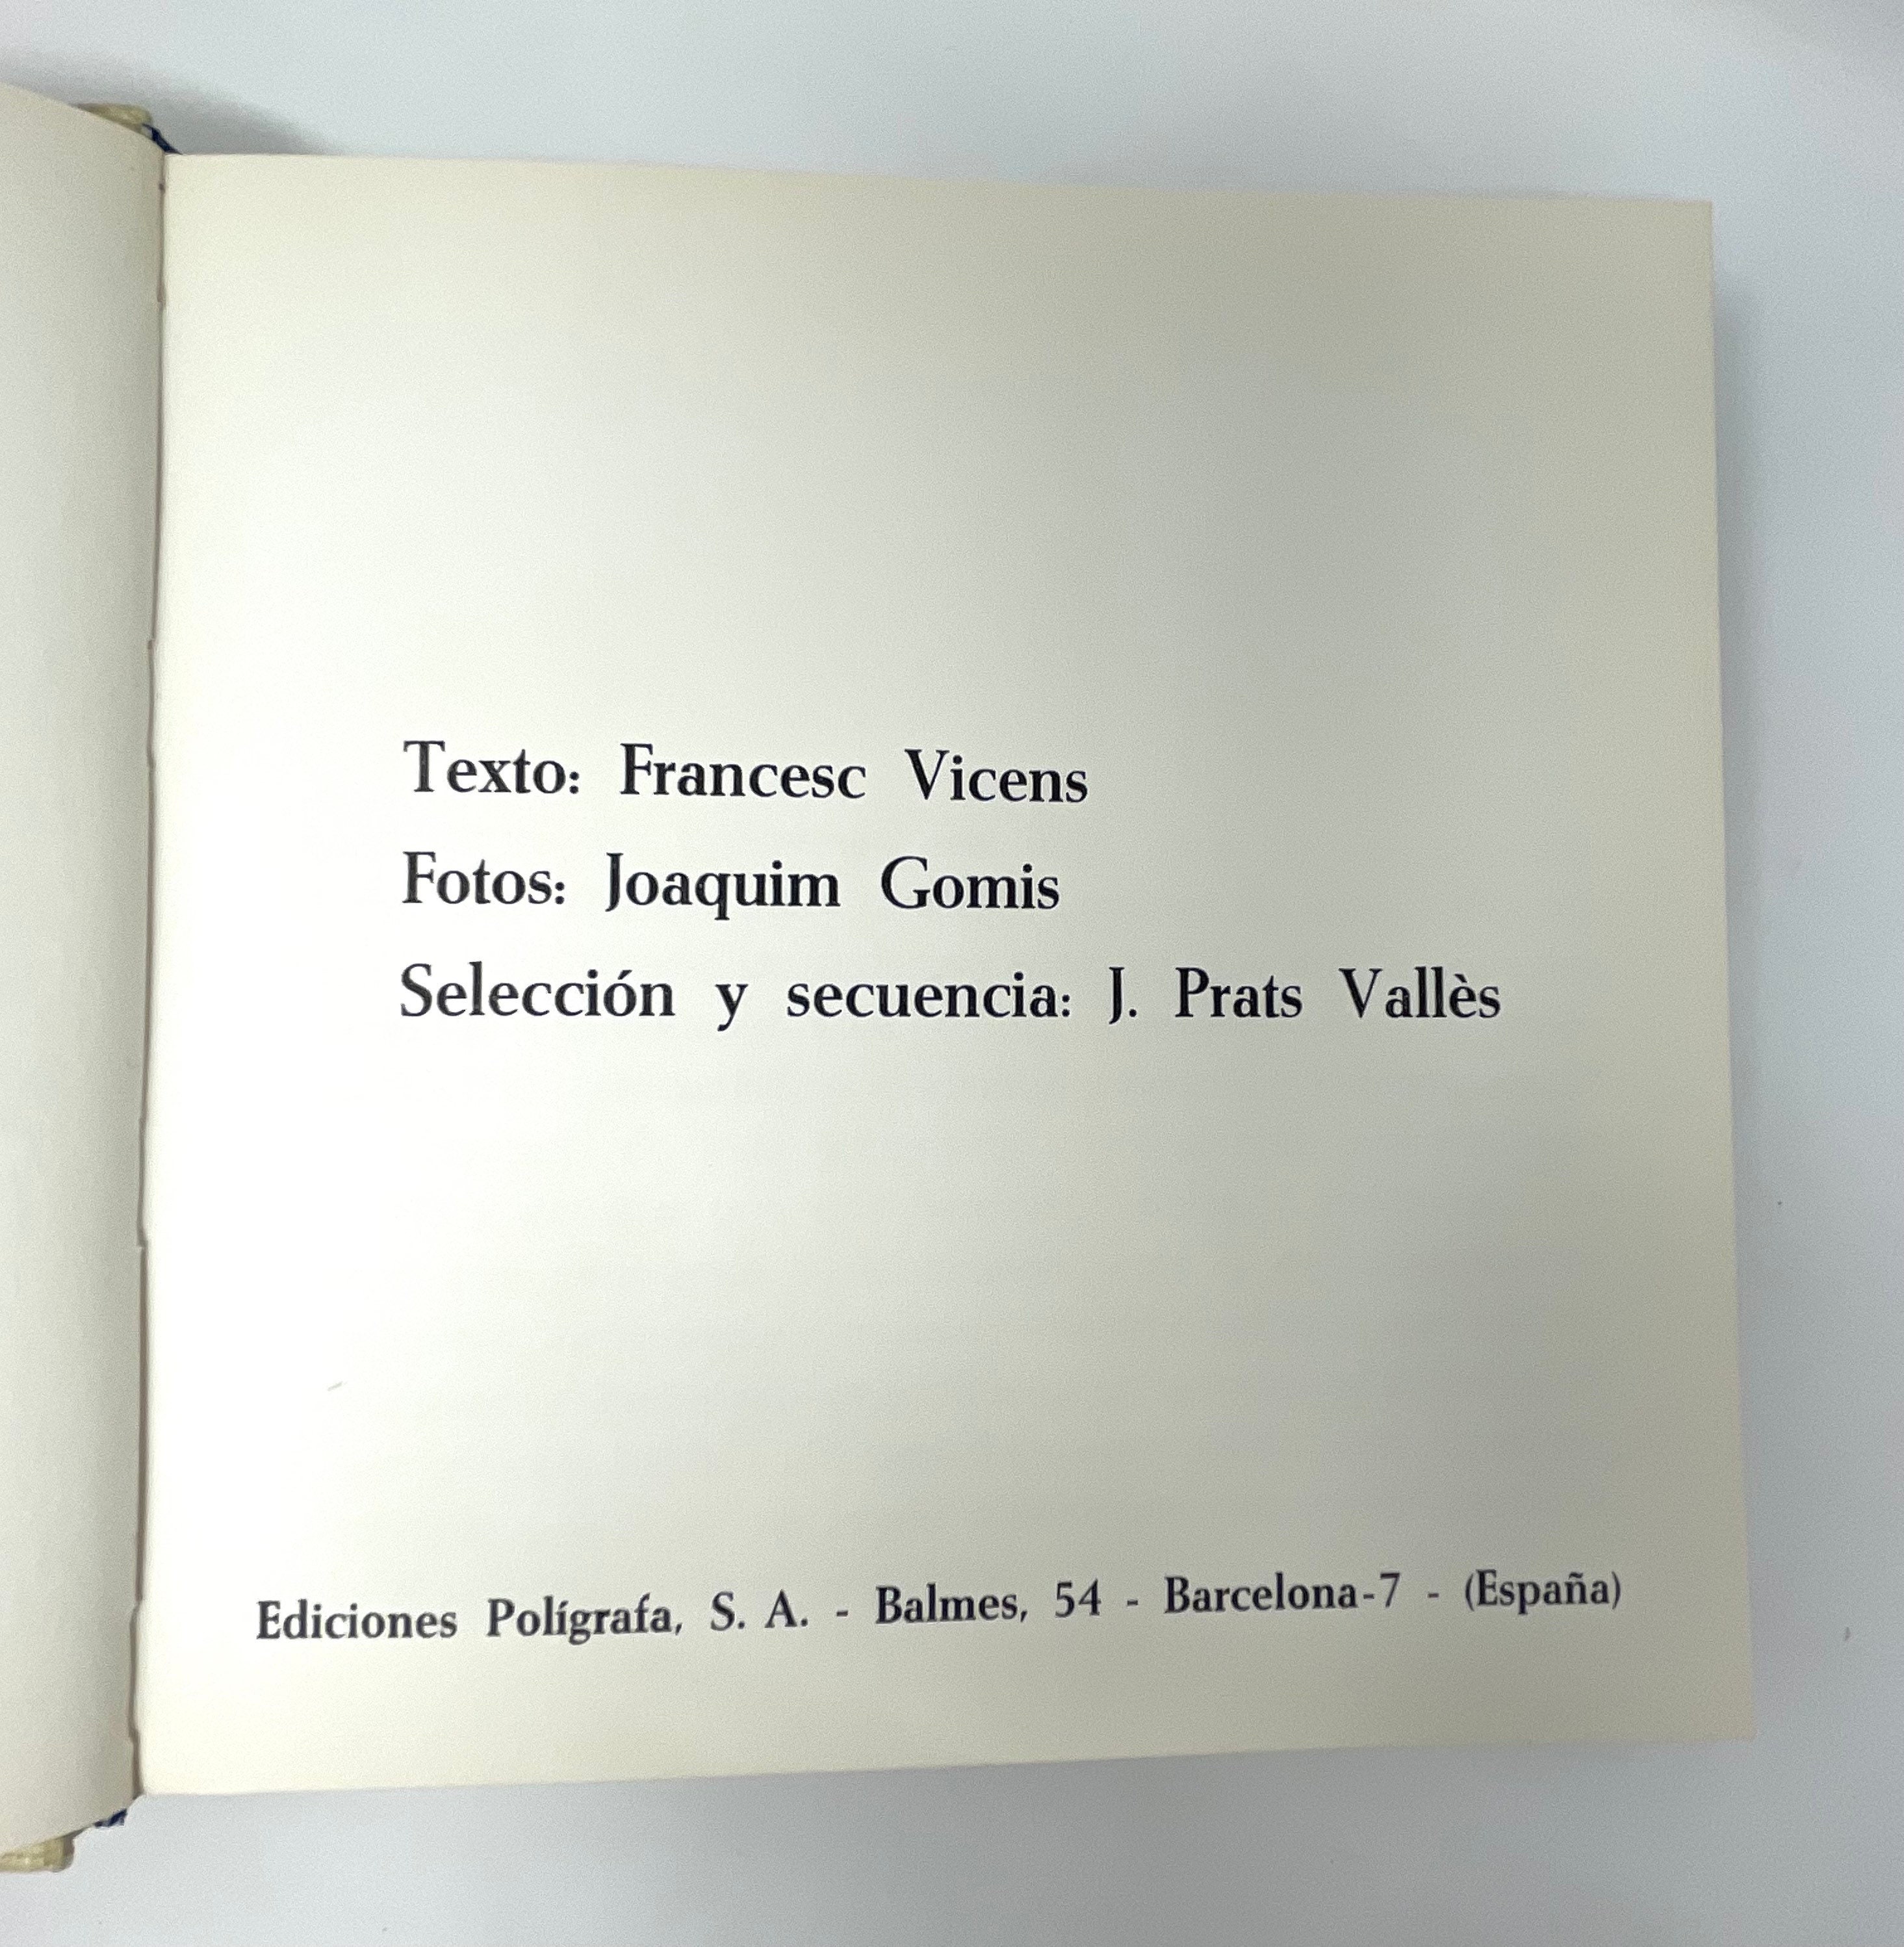 Texto: Francesc Vicens
Fotos: Joaquim Gomis
Selección y secuencia: J. Prats Vallès
Ediciones Polígrafa, S. A. - Balmes, 54 - Barcelona-7 - (España)